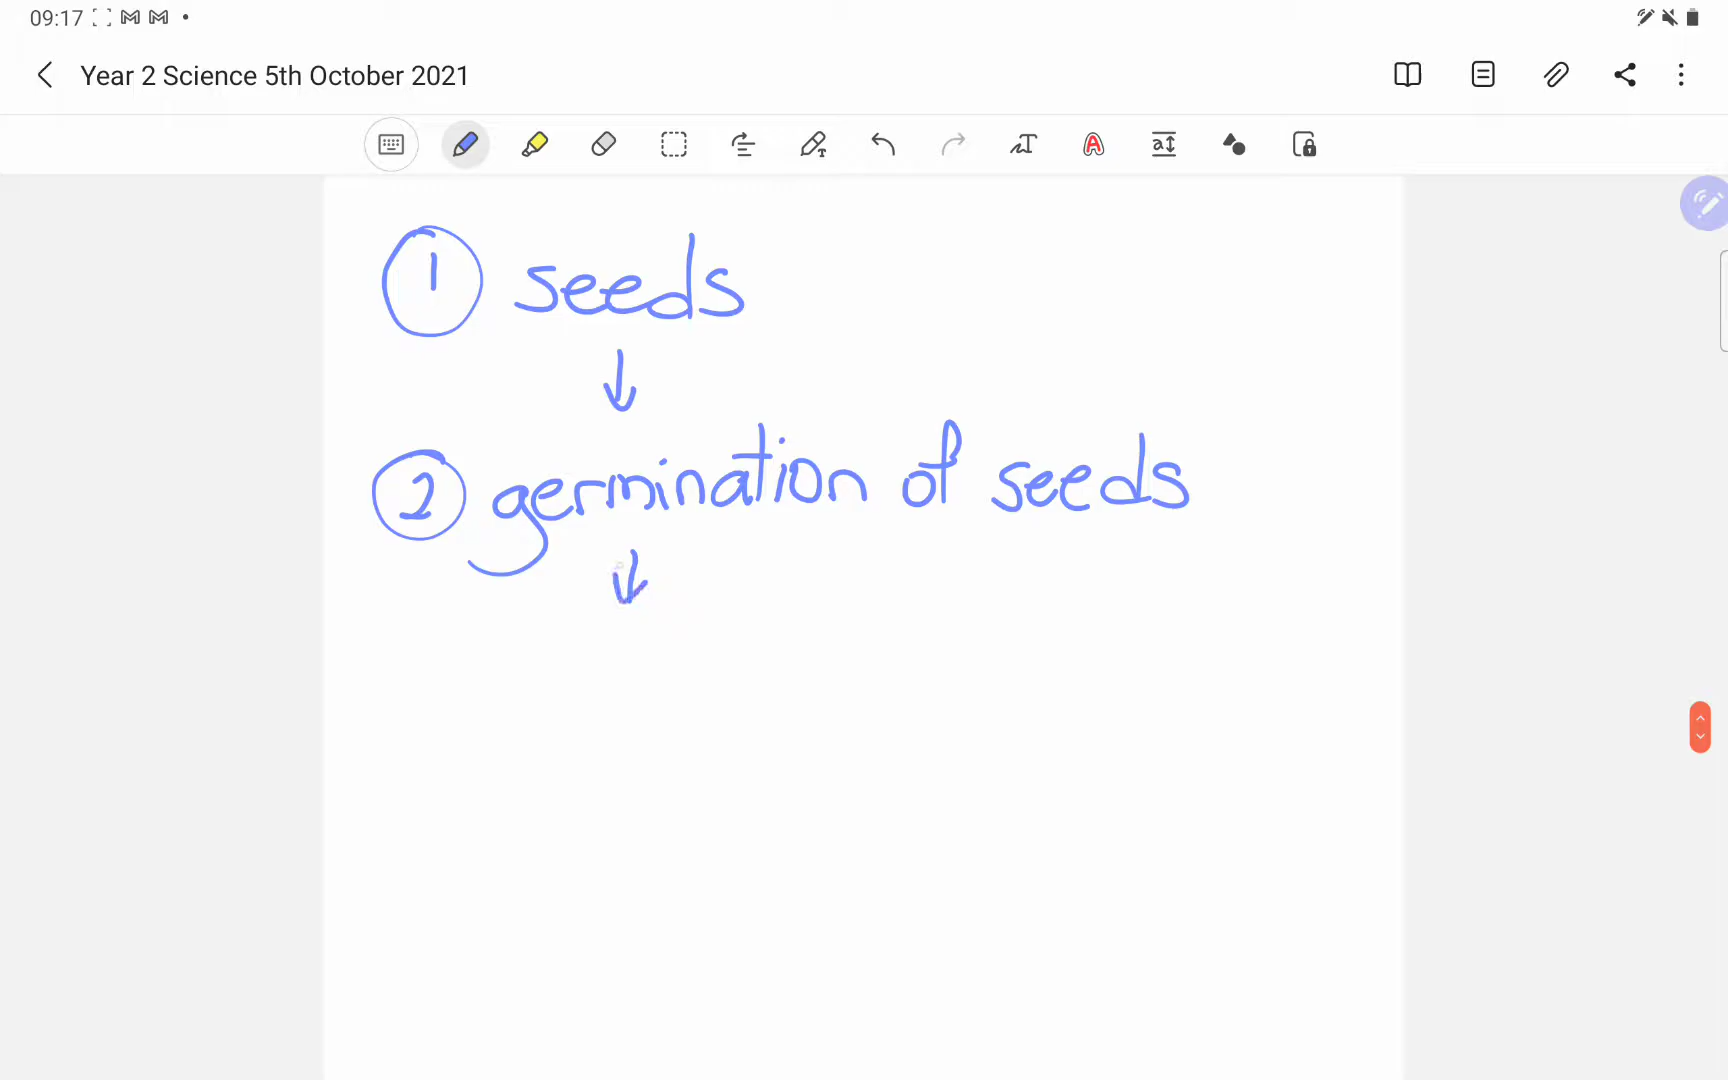 09:17
Year 2 Science 5th October 2021
1 seeds
↓
2 germination of seeds
↓